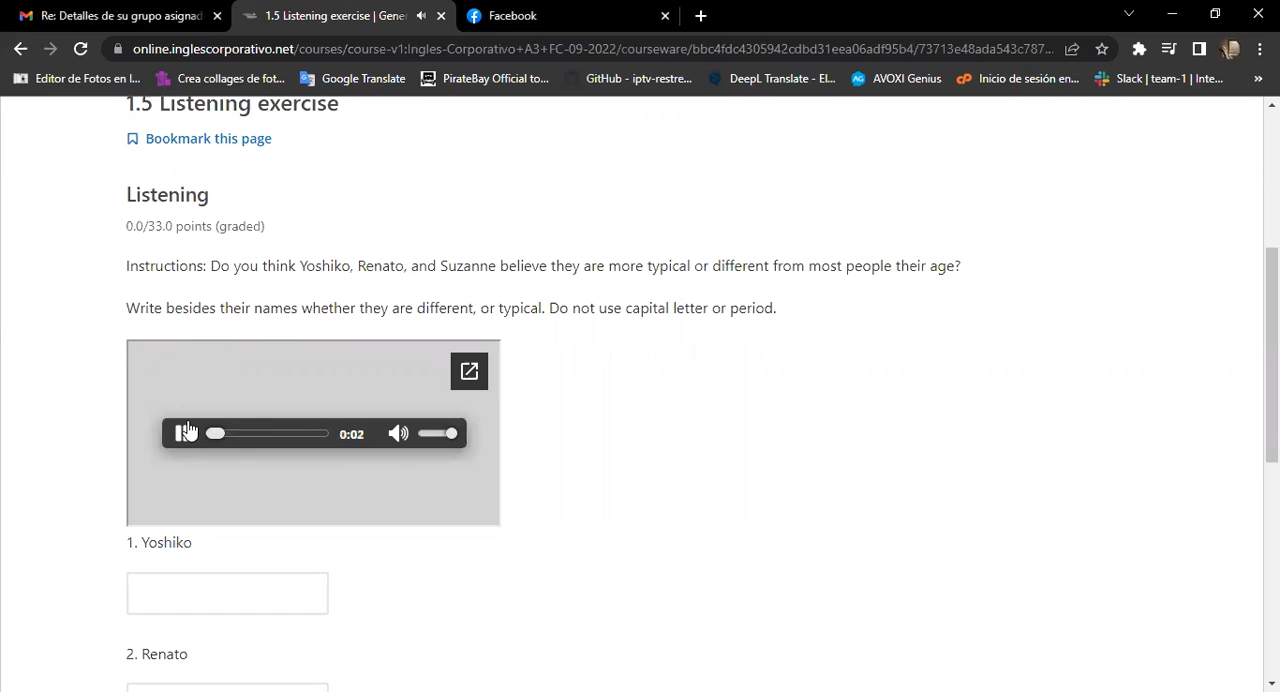 Re: Detalles de su grupo asignad
1.5 Listening exercise | Gener
Facebook
online.inglescorporativo.net/courses/course-v1:Ingles-Corporativo+A3+FC-09-2022/courseware/bbc4fdc4305942cdbd31eea06adf95b4/73713e48ada543c787...
Editor de Fotos en l...
Crea collages de fot...
Google Translate
PirateBay Official to...
GitHub - iptv-restre...
DeepL Translate - El...
AVOXI Genius
Inicio de sesión en...
Slack | team-1 | Inte...
1.5 Listening exercise
Bookmark this page
Listening
0.0/33.0 points (graded)
Instructions: Do you think Yoshiko, Renato, and Suzanne believe they are more typical or different from most people their age?
Write besides their names whether they are different, or typical. Do not use capital letter or period.
0:02
1. Yoshiko
2. Renato